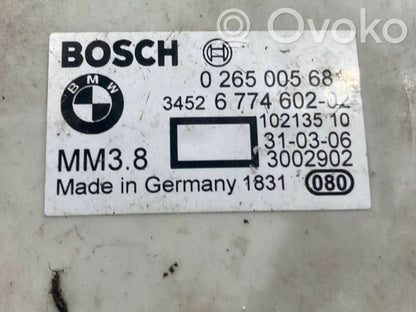 BOSCH
BMW
0 265 005 68
3452 6 774 602-02
102135 10
31-03-06
MM3.8
3002902
Made in Germany 1831
080
Ovoko